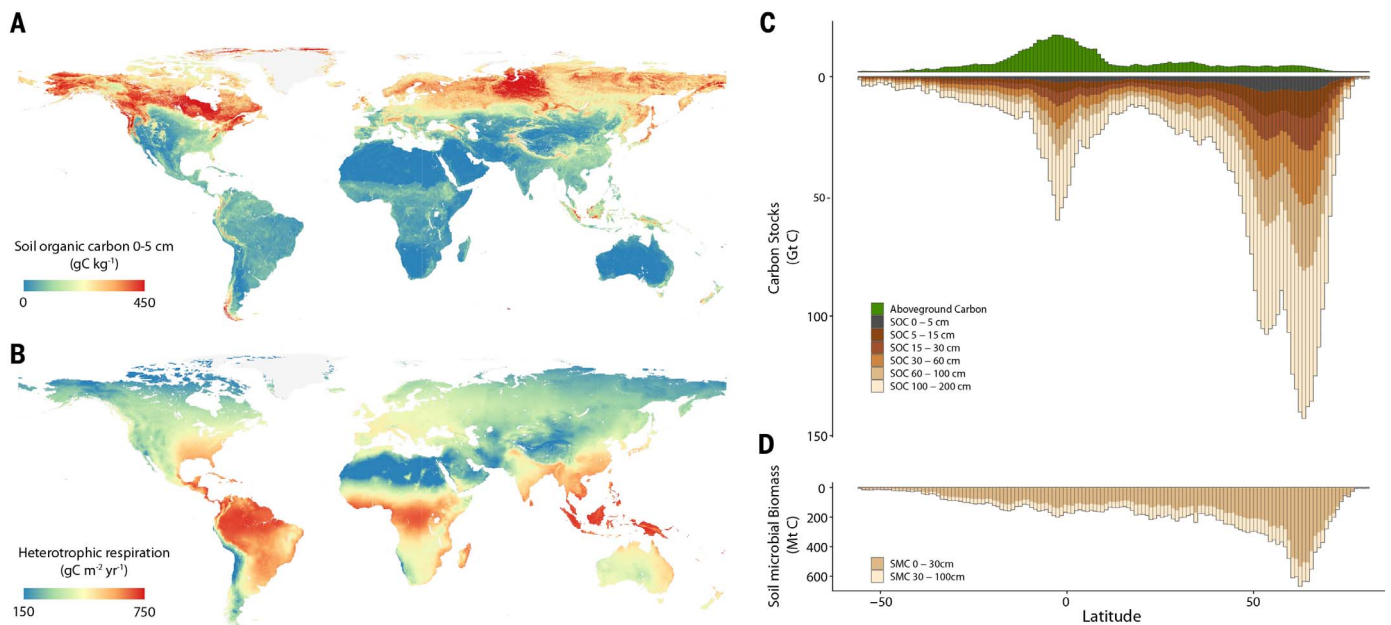 A
Soil organic carbon 0-5 cm
(gC kg⁻¹)
0 450
B
Heterotrophic respiration
(gC m⁻² yr⁻¹)
150 750
C
Carbon Stocks
(Gt C)
0
50-
100
150
Aboveground Carbon
SOC 0 – 5 cm
SOC 5 – 15 cm
SOC 15 – 30 cm
SOC 30 – 60 cm
SOC 60 – 100 cm
SOC 100 – 200 cm
D
Soil microbial Biomass
(Mt C)
0
200
400
600
SMC 0 – 30cm
SMC 30 – 100cm
−50 0 50
Latitude